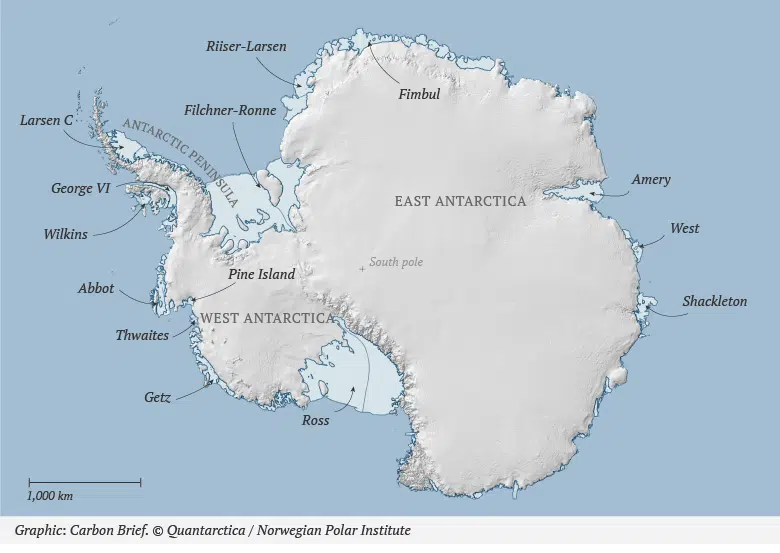 Riiser-Larsen
Fimbul
Filchner-Ronne
Larsen C
ANTARCTIC PENINSULA
George VI
Wilkins
EAST ANTARCTICA
Amery
West
South pole
Abbot
Pine Island
Shackleton
WEST ANTARCTICA
Thwaites
Getz
Ross
1,000 km
Graphic: Carbon Brief. © Quantarctica / Norwegian Polar Institute